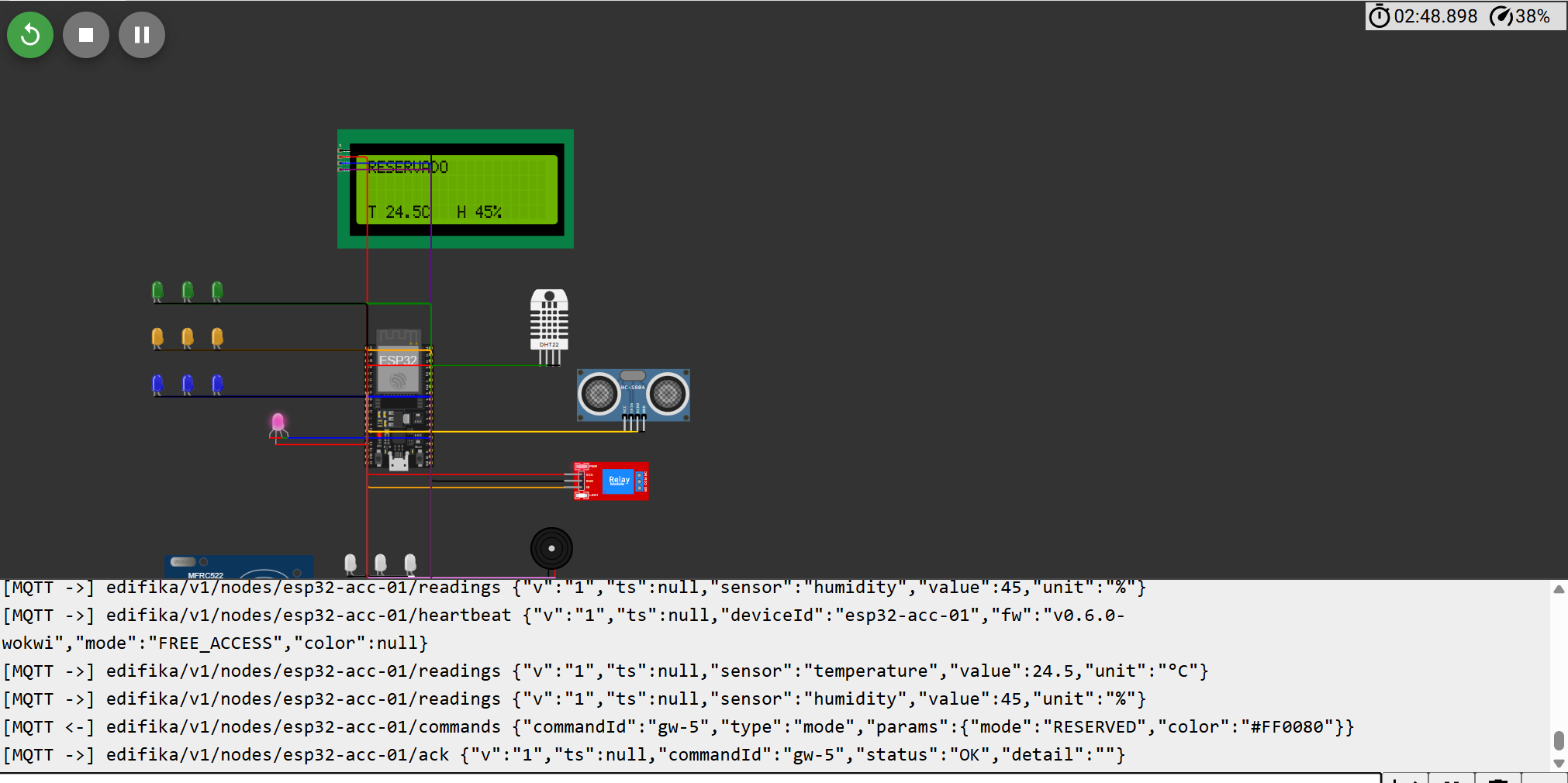 02:48.898 38%
RESERVADO
T 24.5C H 45%
DHT22
ESP32
HC-SR04
Relay
MFRC522
[MQTT ->] edifika/v1/nodes/esp32-acc-01/readings {"v":"1","ts":null,"sensor":"humidity","value":45,"unit":"%"}
[MQTT ->] edifika/v1/nodes/esp32-acc-01/heartbeat {"v":"1","ts":null,"deviceId":"esp32-acc-01","fw":"v0.6.0-
wokwi","mode":"FREE_ACCESS","color":null}
[MQTT ->] edifika/v1/nodes/esp32-acc-01/readings {"v":"1","ts":null,"sensor":"temperature","value":24.5,"unit":"°C"}
[MQTT ->] edifika/v1/nodes/esp32-acc-01/readings {"v":"1","ts":null,"sensor":"humidity","value":45,"unit":"%"}
[MQTT <-] edifika/v1/nodes/esp32-acc-01/commands {"commandId":"gw-5","type":"mode","params":{"mode":"RESERVED","color":"#FF0080"}}
[MQTT ->] edifika/v1/nodes/esp32-acc-01/ack {"v":"1","ts":null,"commandId":"gw-5","status":"OK","detail":""}